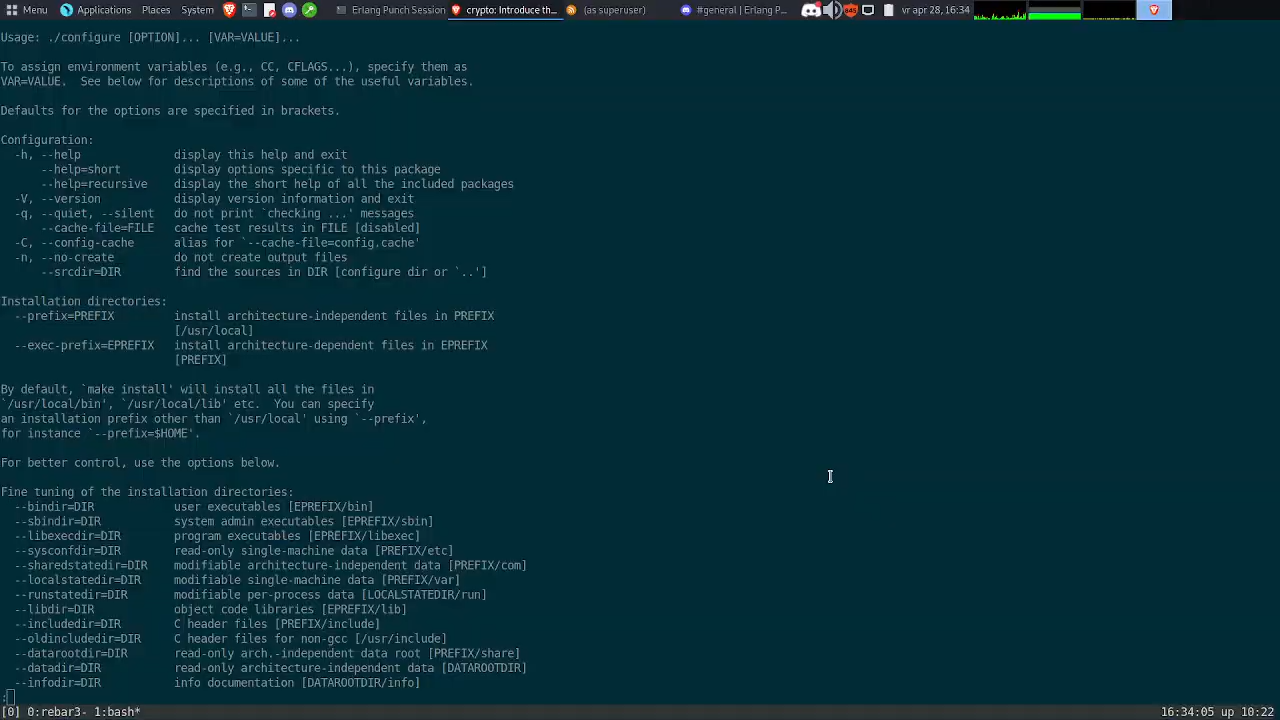 Menu Applications Places System Erlang Punch Session crypto: Introduce th... (as superuser) #general | Erlang P... vr apr 28, 16:34
Usage: ./configure [OPTION]... [VAR=VALUE]...
To assign environment variables (e.g., CC, CFLAGS...), specify them as
VAR=VALUE.  See below for descriptions of some of the useful variables.
Defaults for the options are specified in brackets.
Configuration:
  -h, --help              display this help and exit
      --help=short        display options specific to this package
      --help=recursive    display the short help of all the included packages
  -V, --version           display version information and exit
  -q, --quiet, --silent   do not print `checking ...' messages
      --cache-file=FILE   cache test results in FILE [disabled]
  -C, --config-cache      alias for `--cache-file=config.cache'
  -n, --no-create         do not create output files
      --srcdir=DIR        find the sources in DIR [configure dir or `..']
Installation directories:
  --prefix=PREFIX         install architecture-independent files in PREFIX
                          [/usr/local]
  --exec-prefix=EPREFIX   install architecture-dependent files in EPREFIX
                          [PREFIX]
By default, `make install' will install all the files in
`/usr/local/bin', `/usr/local/lib' etc.  You can specify
an installation prefix other than `/usr/local' using `--prefix',
for instance `--prefix=$HOME'.
For better control, use the options below.
Fine tuning of the installation directories:
  --bindir=DIR            user executables [EPREFIX/bin]
  --sbindir=DIR           system admin executables [EPREFIX/sbin]
  --libexecdir=DIR        program executables [EPREFIX/libexec]
  --sysconfdir=DIR        read-only single-machine data [PREFIX/etc]
  --sharedstatedir=DIR    modifiable architecture-independent data [PREFIX/com]
  --localstatedir=DIR     modifiable single-machine data [PREFIX/var]
  --runstatedir=DIR       modifiable per-process data [LOCALSTATEDIR/run]
  --libdir=DIR            object code libraries [EPREFIX/lib]
  --includedir=DIR        C header files [PREFIX/include]
  --oldincludedir=DIR     C header files for non-gcc [/usr/include]
  --datarootdir=DIR       read-only arch.-independent data root [PREFIX/share]
  --datadir=DIR           read-only architecture-independent data [DATAROOTDIR]
  --infodir=DIR           info documentation [DATAROOTDIR/info]
:
[0] 0:rebar3- 1:bash* 16:34:05 up 10:22